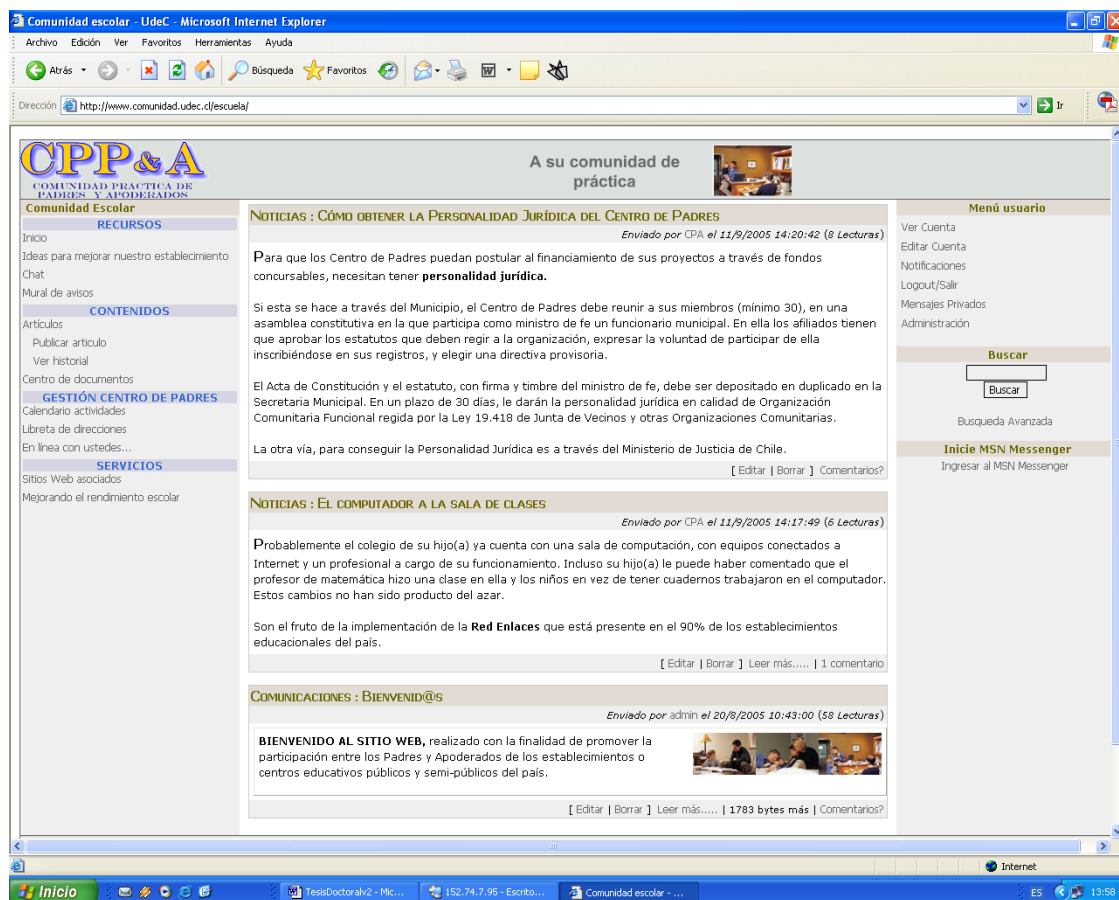 Comunidad escolar - UdeC - Microsoft Internet Explorer
Archivo Edición Ver Favoritos Herramientas Ayuda
Atrás Búsqueda Favoritos
Dirección http://www.comunidad.udec.cl/escuela/ Ir
CPP&A
COMUNIDAD PRACTICA DE
PADRES Y APODERADOS
A su comunidad de
práctica
Comunidad Escolar
RECURSOS
Inicio
Ideas para mejorar nuestro establecimiento
Chat
Mural de avisos
CONTENIDOS
Artículos
Publicar articulo
Ver historial
Centro de documentos
GESTIÓN CENTRO DE PADRES
Calendario actividades
Libreta de direcciones
En línea con ustedes...
SERVICIOS
Sitios Web asociados
Mejorando el rendimiento escolar
Noticias : Cómo obtener la Personalidad Jurídica del Centro de Padres
Enviado por CPA el 11/9/2005 14:20:42 (8 Lecturas)
Para que los Centro de Padres puedan postular al financiamiento de sus proyectos a través de fondos
concursables, necesitan tener personalidad jurídica.
Si esta se hace a través del Municipio, el Centro de Padres debe reunir a sus miembros (mínimo 30), en una
asamblea constitutiva en la que participa como ministro de fe un funcionario municipal. En ella los afiliados tienen
que aprobar los estatutos que deben regir a la organización, expresar la voluntad de participar de ella
inscribiéndose en sus registros, y elegir una directiva provisoria.
El Acta de Constitución y el estatuto, con firma y timbre del ministro de fe, debe ser depositado en duplicado en la
Secretaria Municipal. En un plazo de 30 días, le darán la personalidad jurídica en calidad de Organización
Comunitaria Funcional regida por la Ley 19.418 de Junta de Vecinos y otras Organizaciones Comunitarias.
La otra vía, para conseguir la Personalidad Jurídica es a través del Ministerio de Justicia de Chile.
[ Editar | Borrar ] Comentarios?
Noticias : El computador a la sala de clases
Enviado por CPA el 11/9/2005 14:17:49 (6 Lecturas)
Probablemente el colegio de su hijo(a) ya cuenta con una sala de computación, con equipos conectados a
Internet y un profesional a cargo de su funcionamiento. Incluso su hijo(a) le puede haber comentado que el
profesor de matemática hizo una clase en ella y los niños en vez de tener cuadernos trabajaron en el computador.
Estos cambios no han sido producto del azar.
Son el fruto de la implementación de la Red Enlaces que está presente en el 90% de los establecimientos
educacionales del país.
[ Editar | Borrar ] Leer más..... | 1 comentario
Comunicaciones : Bienvenid@s
Enviado por admin el 20/8/2005 10:43:00 (58 Lecturas)
BIENVENIDO AL SITIO WEB, realizado con la finalidad de promover la
participación entre los Padres y Apoderados de los establecimientos o
centros educativos públicos y semi-públicos del país.
[ Editar | Borrar ] Leer más..... | 1783 bytes más | Comentarios?
Menú usuario
Ver Cuenta
Editar Cuenta
Notificaciones
Logout/Salir
Mensajes Privados
Administración
Buscar
Buscar
Busqueda Avanzada
Inicie MSN Messenger
Ingresar al MSN Messenger
Internet
Inicio TesisDoctoralv2 - Mic... 152.74.7.95 - Escrito... Comunidad escolar - ... ES 13:58